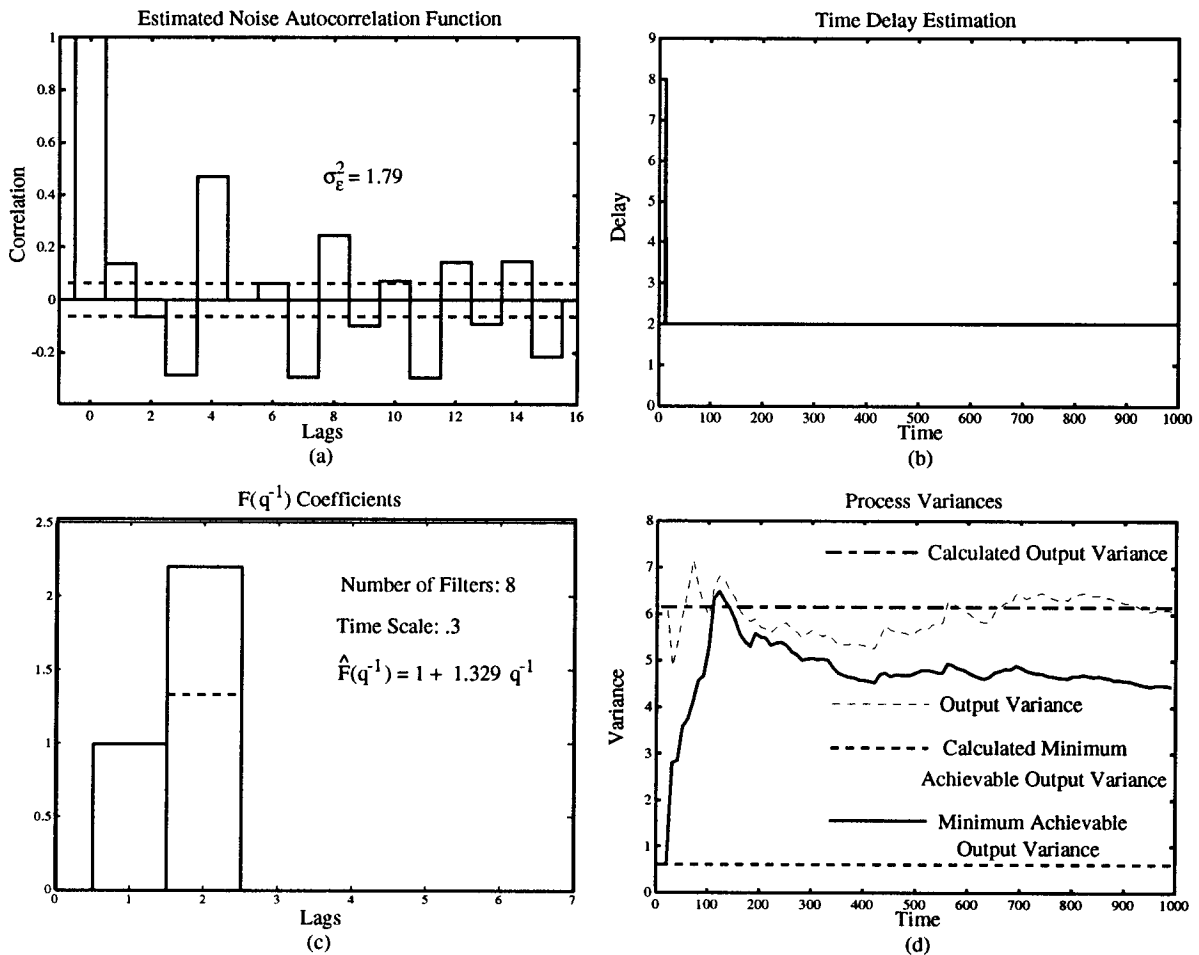 Estimated Noise Autocorrelation Function
1
0.8
0.6
0.4
0.2
0
-0.2
Correlation
σ²_ε = 1.79
0 2 4 6 8 10 12 14 16
Lags
(a)
Time Delay Estimation
9
8
7
6
5
4
3
2
1
0
Delay
0 100 200 300 400 500 600 700 800 900 1000
Time
(b)
F(q⁻¹) Coefficients
2.5
2
1.5
1
0.5
0
Number of Filters: 8
Time Scale: .3
F̂(q⁻¹) = 1 + 1.329 q⁻¹
0 1 2 3 4 5 6 7
Lags
(c)
Process Variances
8
7
6
5
4
3
2
1
0
Variance
Calculated Output Variance
Output Variance
Calculated Minimum
Achievable Output Variance
Minimum Achievable
Output Variance
0 100 200 300 400 500 600 700 800 900 1000
Time
(d)